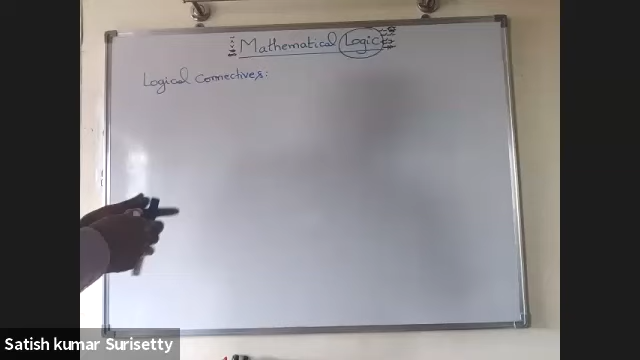 Mathematical Logic
Logical Connectives:
Satish kumar Surisetty